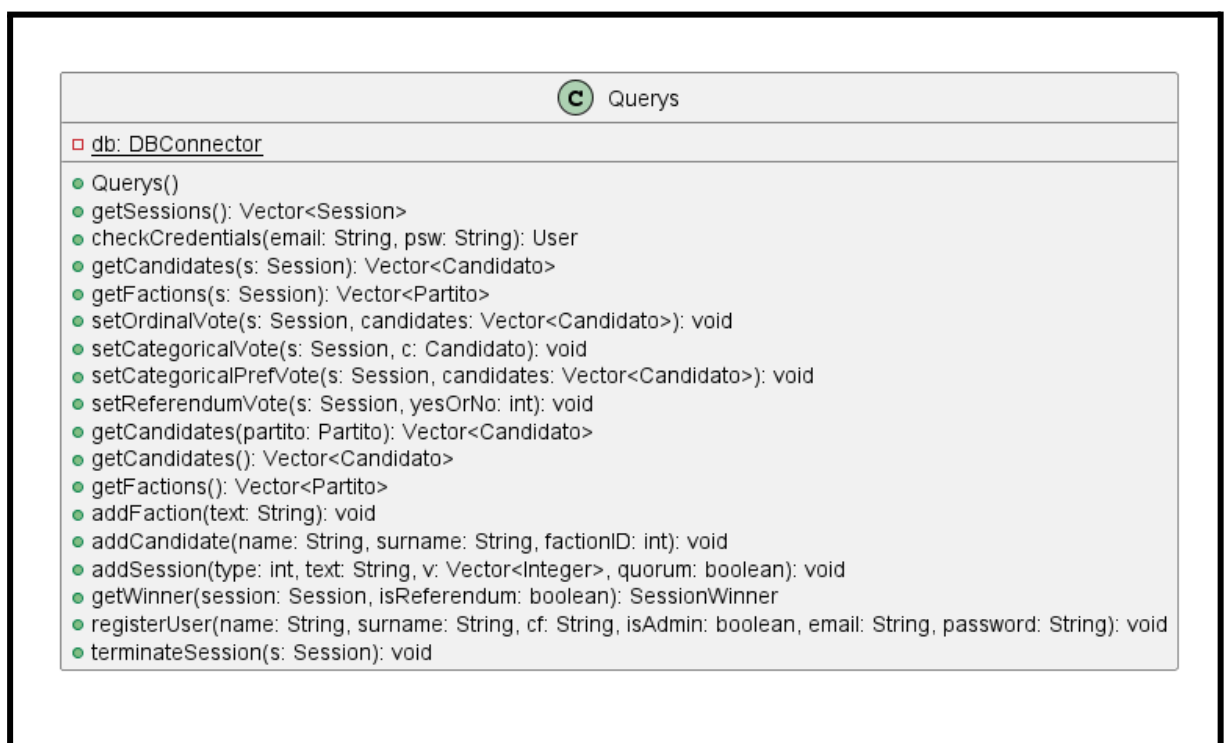 C Querys
db: DBConnector
Querys()
getSessions(): Vector<Session>
checkCredentials(email: String, psw: String): User
getCandidates(s: Session): Vector<Candidato>
getFactions(s: Session): Vector<Partito>
setOrdinalVote(s: Session, candidates: Vector<Candidato>): void
setCategoricalVote(s: Session, c: Candidato): void
setCategoricalPrefVote(s: Session, candidates: Vector<Candidato>): void
setReferendumVote(s: Session, yesOrNo: int): void
getCandidates(partito: Partito): Vector<Candidato>
getCandidates(): Vector<Candidato>
getFactions(): Vector<Partito>
addFaction(text: String): void
addCandidate(name: String, surname: String, factionID: int): void
addSession(type: int, text: String, v: Vector<Integer>, quorum: boolean): void
getWinner(session: Session, isReferendum: boolean): SessionWinner
registerUser(name: String, surname: String, cf: String, isAdmin: boolean, email: String, password: String): void
terminateSession(s: Session): void